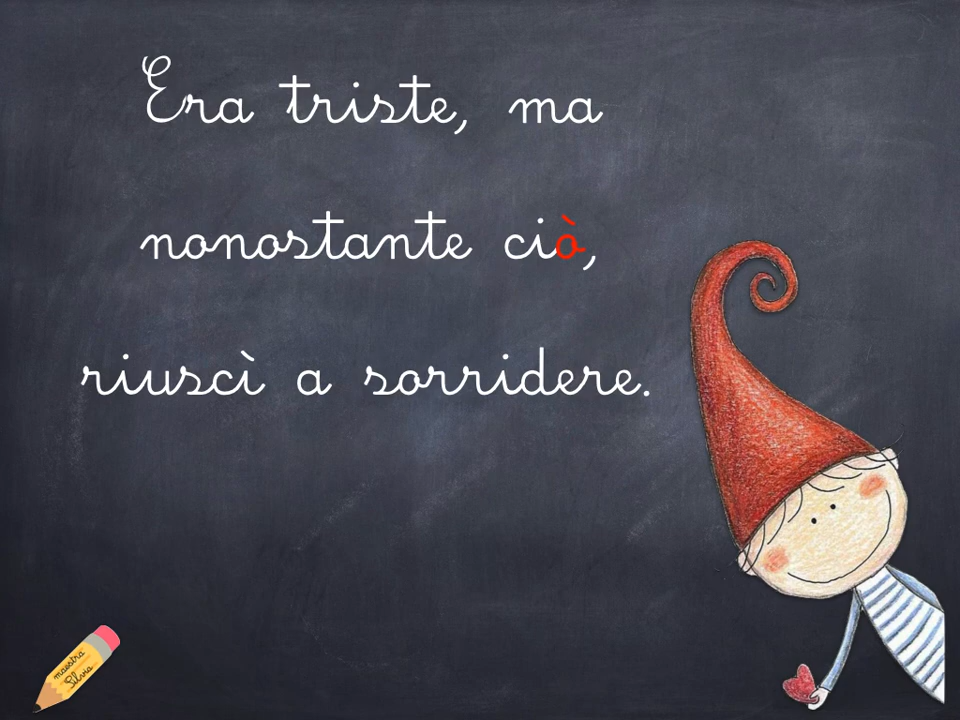 Era triste, ma
nonostante ciò,
riuscì a sorridere.
maestra
Silvia